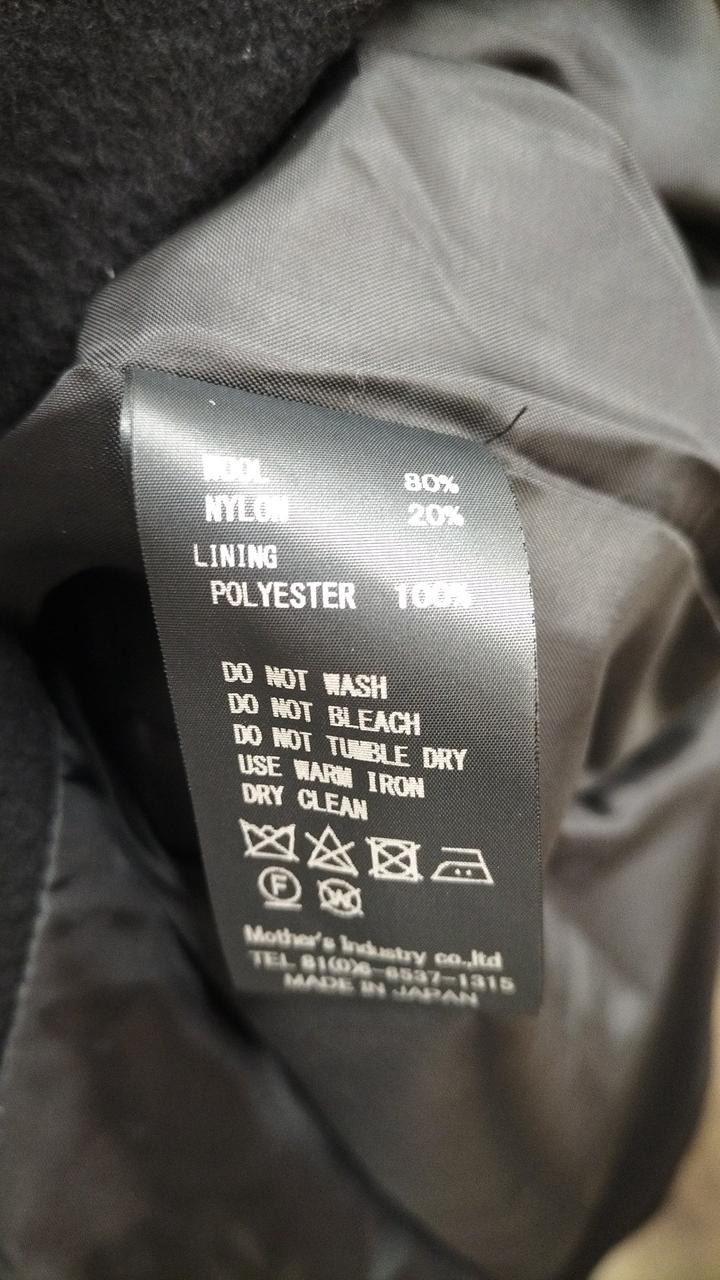 WOOL 80%
NYLON 20%
LINING
POLYESTER 100%
DO NOT WASH
DO NOT BLEACH
DO NOT TUMBLE DRY
USE WARM IRON
DRY CLEAN
F W
Mother's Industry co.,ltd
TEL 81(0)6-6537-1315
MADE IN JAPAN